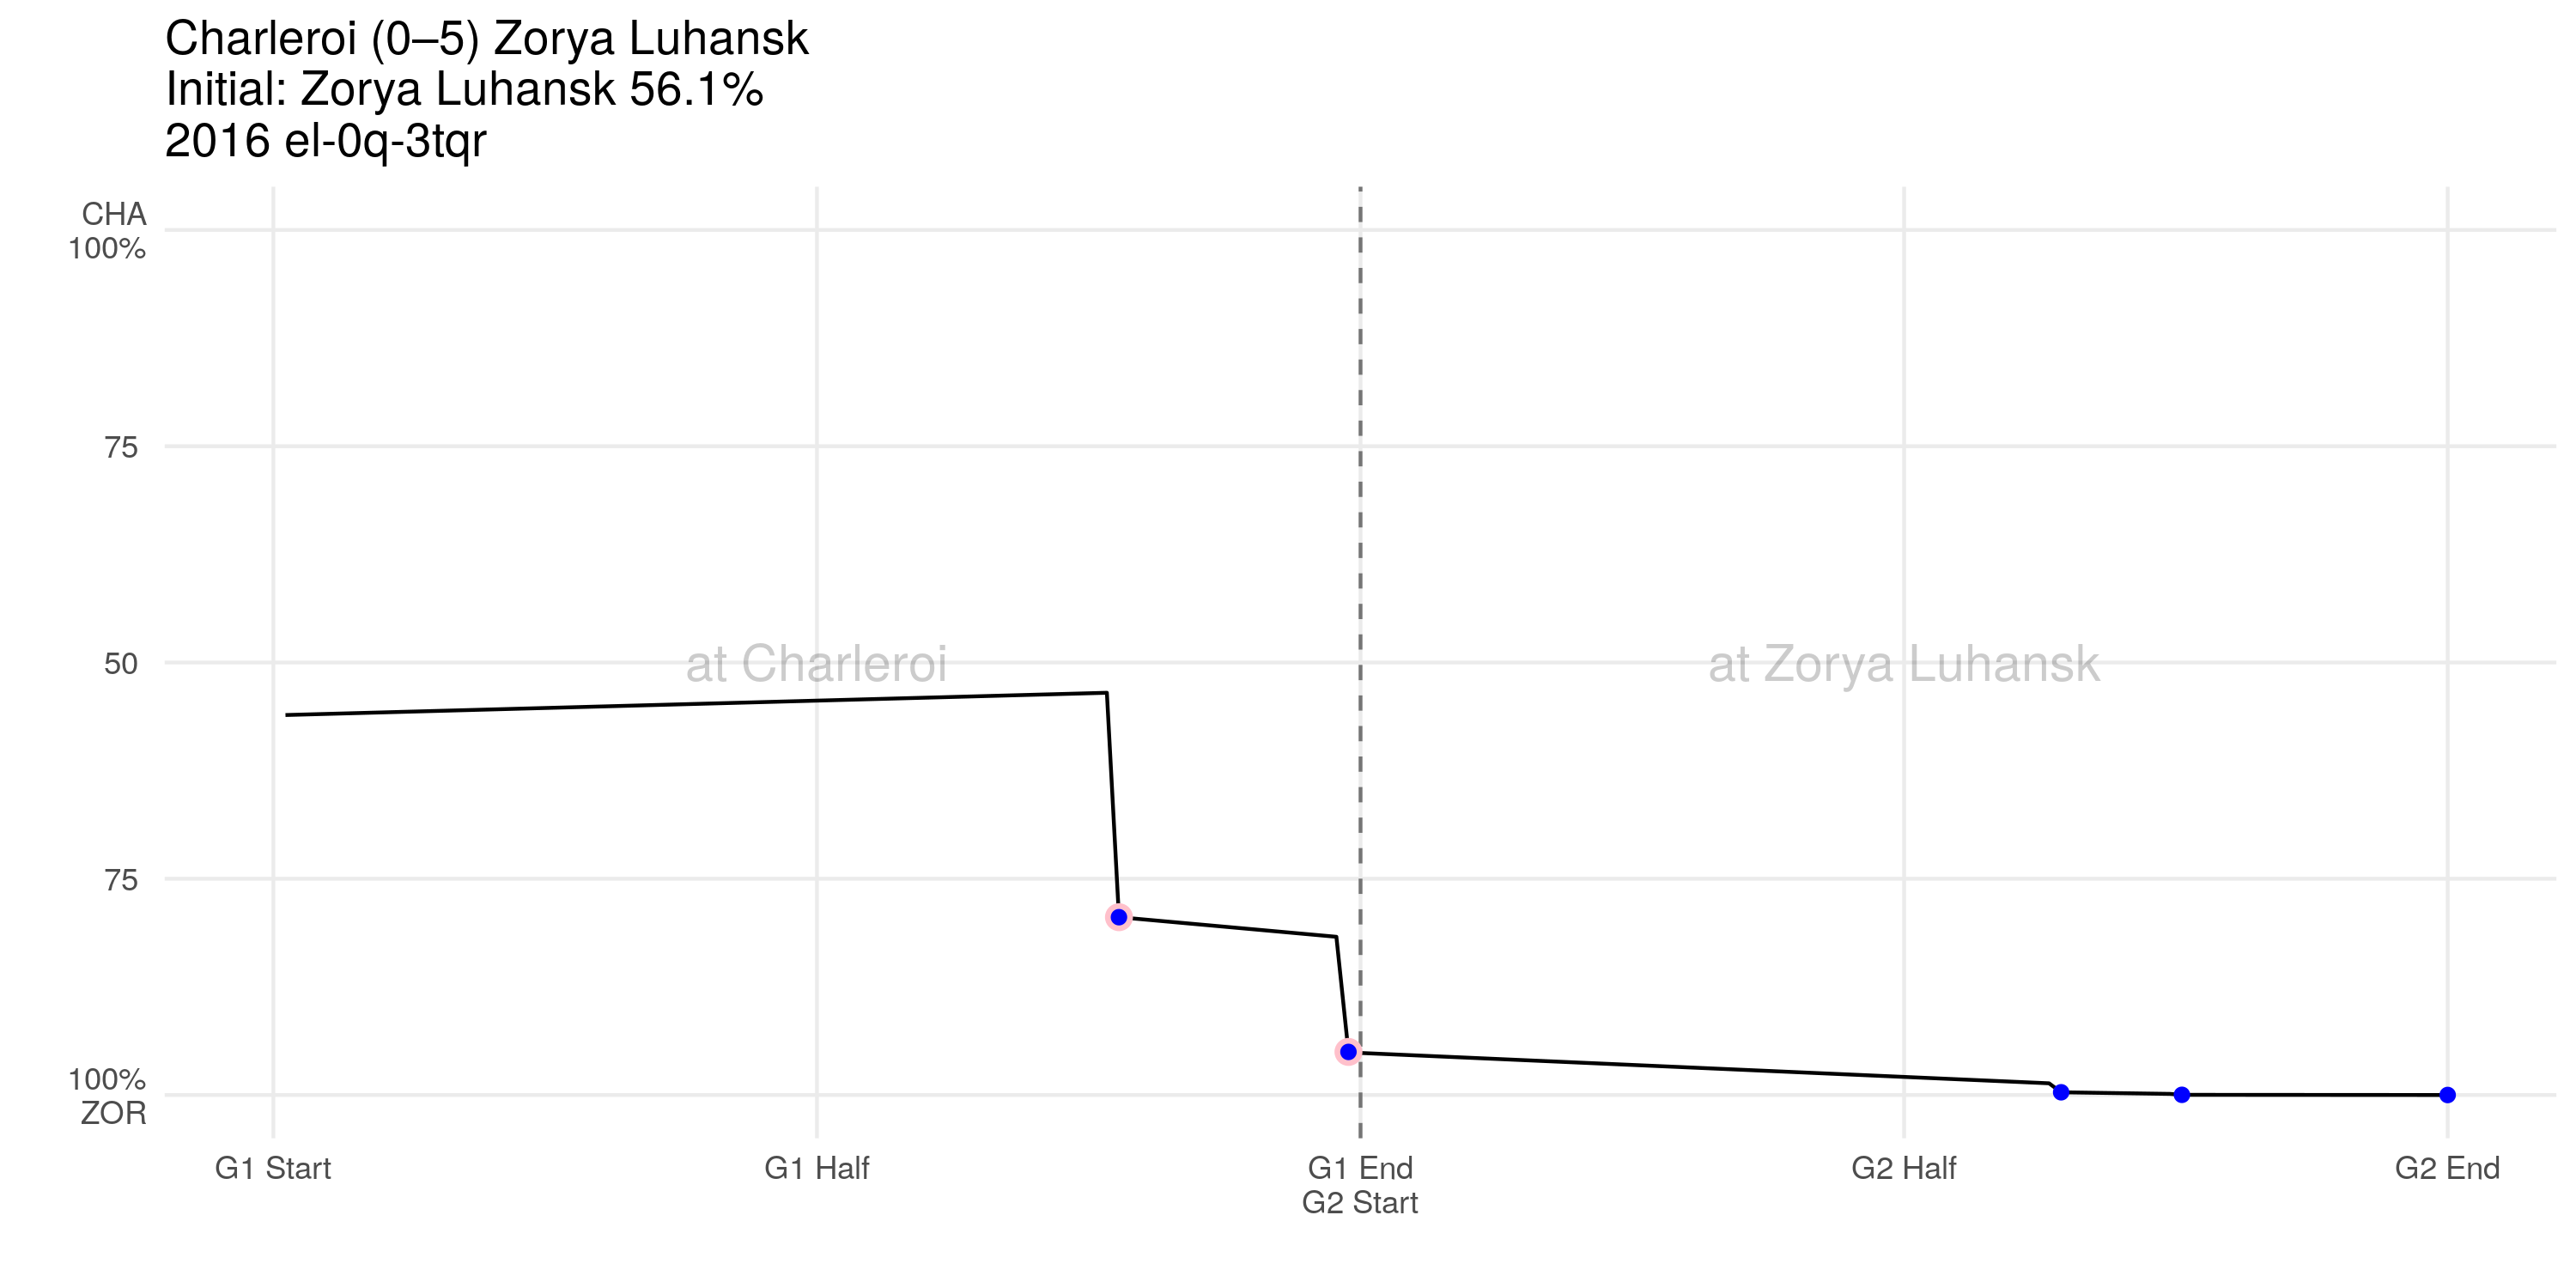 Charleroi (0–5) Zorya Luhansk
Initial: Zorya Luhansk 56.1%
2016 el-0q-3tqr
CHA
100%
75
50
75
100%
ZOR
at Charleroi
at Zorya Luhansk
G1 Start
G1 Half
G1 End
G2 Start
G2 Half
G2 End